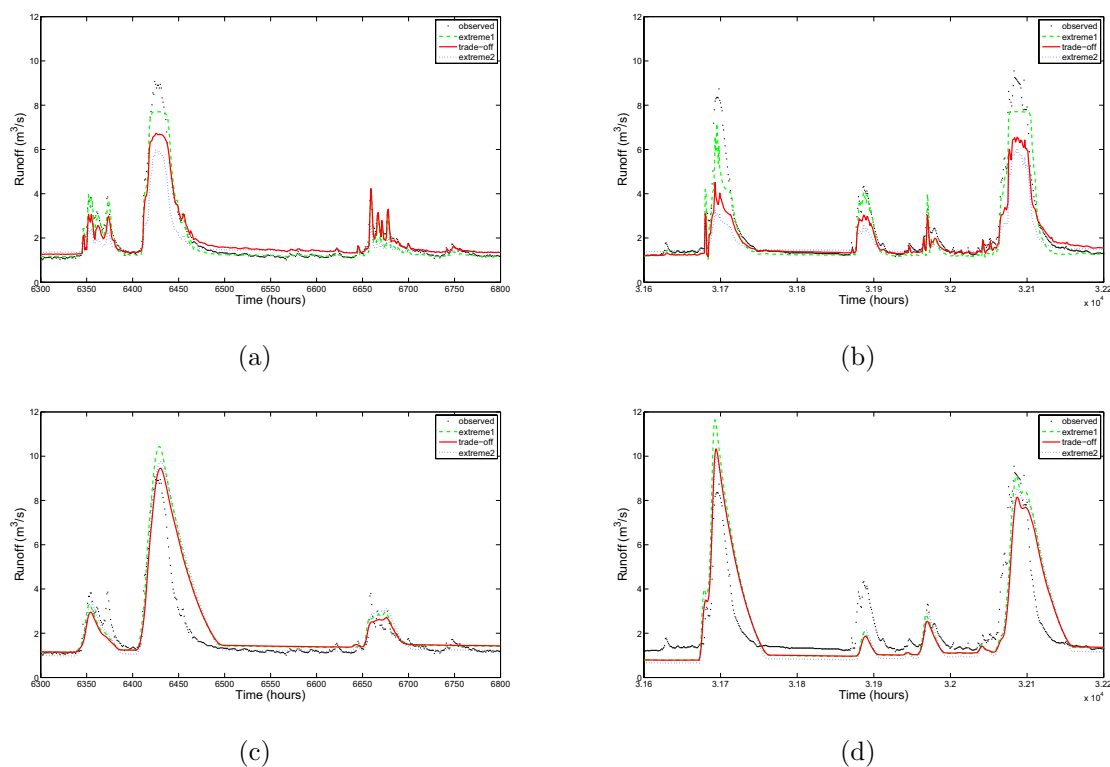 12
10
8
6
4
2
0
Runoff (m³/s)
observed
extreme1
trade−off
extreme2
6300 6350 6400 6450 6500 6550 6600 6650 6700 6750 6800
Time (hours)
(a)
12
10
8
6
4
2
0
Runoff (m³/s)
observed
extreme1
trade−off
extreme2
3.16 3.17 3.18 3.19 3.2 3.21 3.22
x 10⁴
Time (hours)
(b)
12
10
8
6
4
2
0
Runoff (m³/s)
observed
extreme1
trade−off
extreme2
6300 6350 6400 6450 6500 6550 6600 6650 6700 6750 6800
Time (hours)
(c)
12
10
8
6
4
2
0
Runoff (m³/s)
observed
extreme1
trade−off
extreme2
3.16 3.17 3.18 3.19 3.2 3.21 3.22
x 10⁴
Time (hours)
(d)